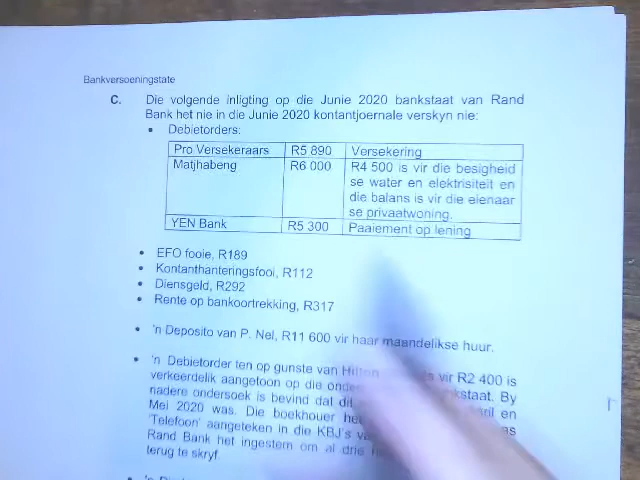 Bankversoeningstate
C. Die volgende inligting op die Junie 2020 bankstaat van Rand
Bank het nie in die Junie 2020 kontantjoernale verskyn nie:
• Debietorders:
Pro Versekeraars R5 890 Versekering
Matjhabeng R6 000 R4 500 is vir die besigheid
se water en elektrisiteit en
die balans is vir die eienaar
se privaatwoning.
YEN Bank R5 300 Paaiement op lening
• EFO fooie, R189
• Kontanthanteringsfooi, R112
• Diensgeld, R292
• Rente op bankoortrekking, R317
• 'n Deposito van P. Nel, R11 600 vir haar maandelikse huur.
• 'n Debietorder ten op gunste van vir R2 400 is
verkeerdelik aangetoon op die By
nadere ondersoek is bevind dat en
Mei 2020 was. Die boekhouer
'Telefoon' aangeteken in die KBJ's
Rand Bank het ingestem om al drie
terug te skryf.